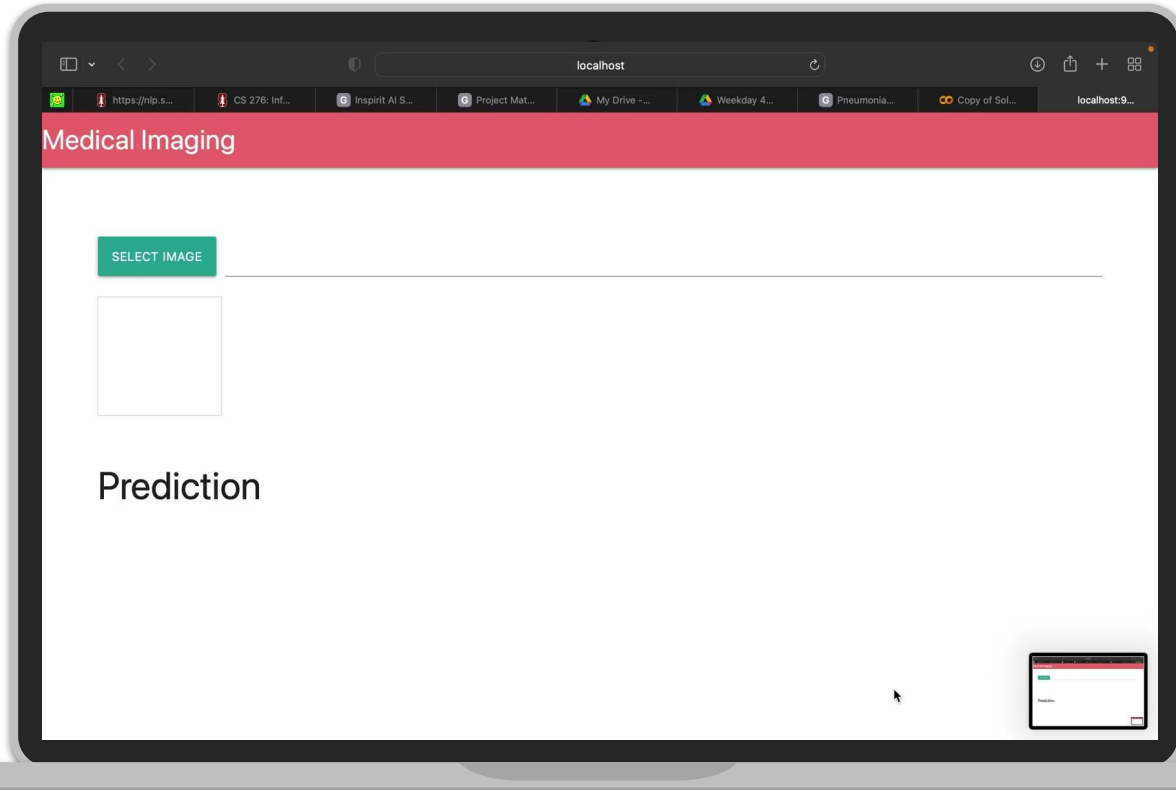 localhost
https://nlp.s... CS 276: Inf... G Inspirit AI S... G Project Mat... My Drive -... Weekday 4... G Pneumonia... CO Copy of Sol... localhost:9...
Medical Imaging
SELECT IMAGE
Prediction